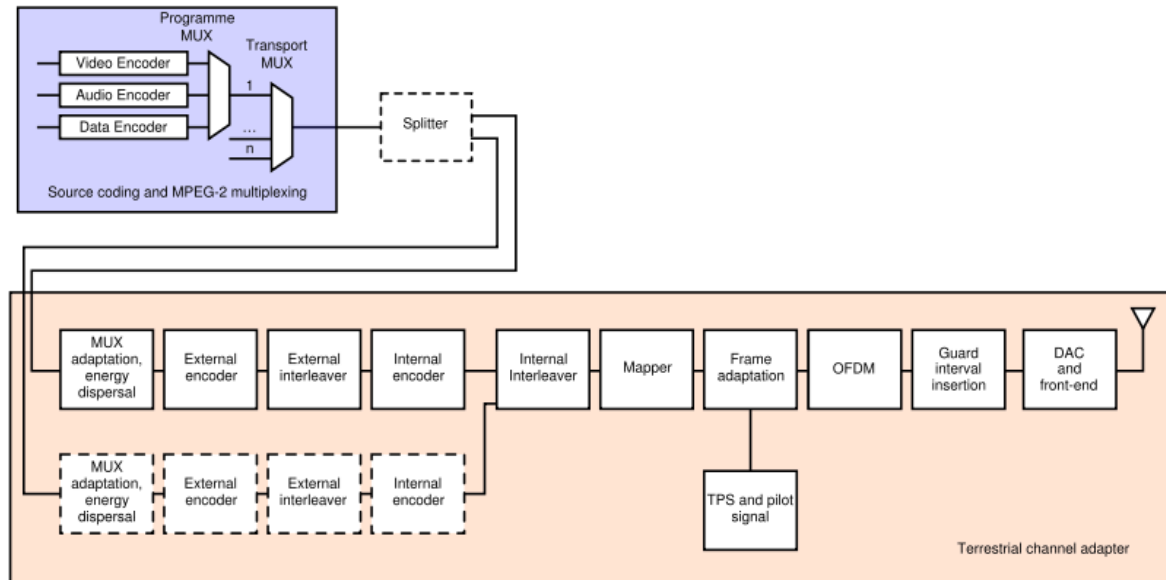 Programme
MUX
Transport
MUX
Video Encoder
Audio Encoder
Data Encoder
1
...
n
Source coding and MPEG-2 multiplexing
Splitter
MUX
adaptation,
energy
dispersal
External
encoder
External
interleaver
Internal
encoder
Internal
Interleaver
Mapper
Frame
adaptation
OFDM
Guard
interval
insertion
DAC
and
front-end
MUX
adaptation,
energy
dispersal
External
encoder
External
interleaver
Internal
encoder
TPS and pilot
signal
Terrestrial channel adapter